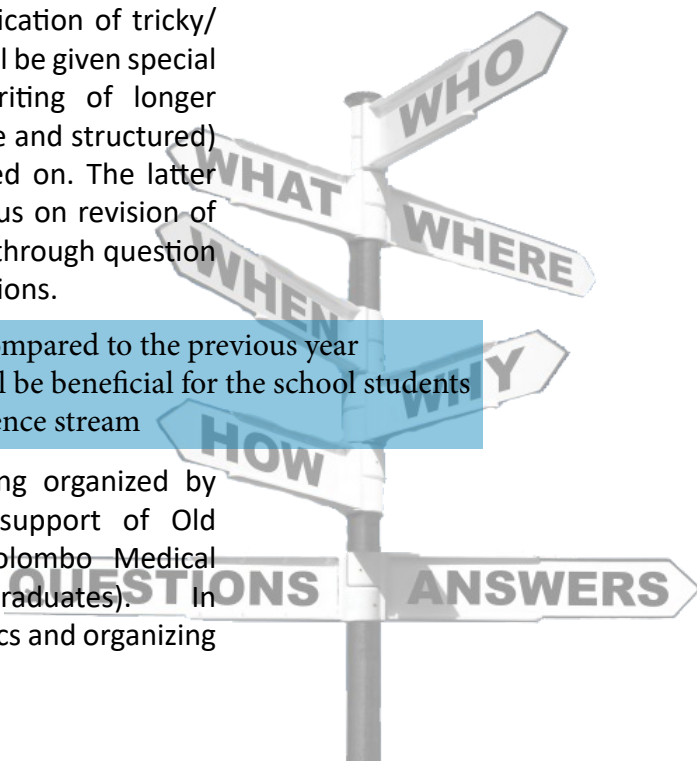 ication of tricky/
l be given special
riting of longer
e and structured)
ed on. The latter
us on revision of
through question
ions.
ompared to the previous year
ll be beneficial for the school students
ence stream
ng organized by
support of Old
olombo Medical
raduates). In
cs and organizing
WHO
WHAT
WHERE
WHEN
WHY
HOW
QUESTIONS
ANSWERS